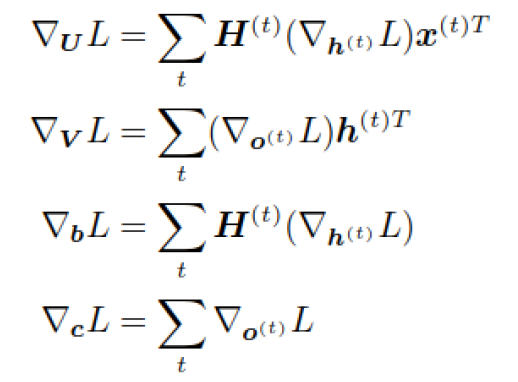 ∇_U L = ∑_t H^(t) (∇_{h^(t)} L) x^{(t)T}
∇_V L = ∑_t (∇_{o^(t)} L) h^{(t)T}
∇_b L = ∑_t H^(t) (∇_{h^(t)} L)
∇_c L = ∑_t ∇_{o^(t)} L